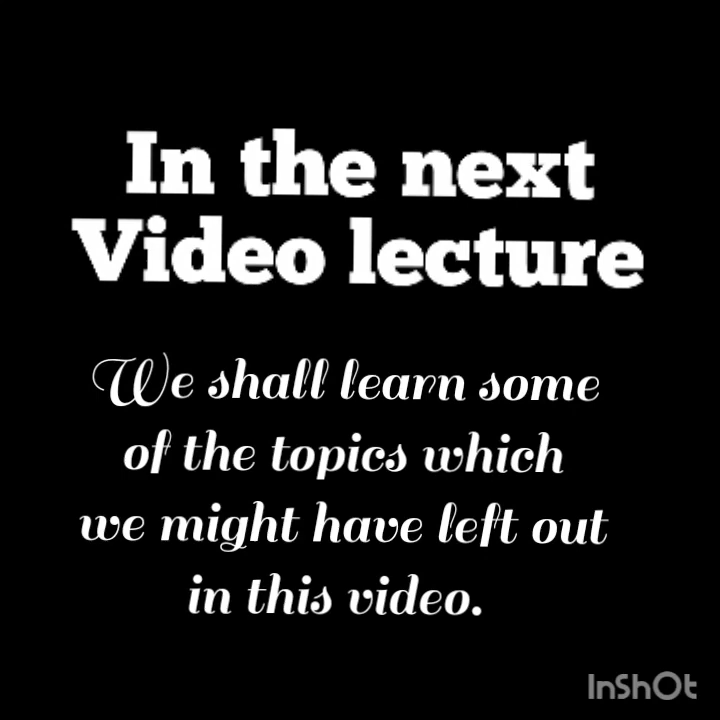 In the next
Video lecture
We shall learn some
of the topics which
we might have left out
in this video.
InShOt